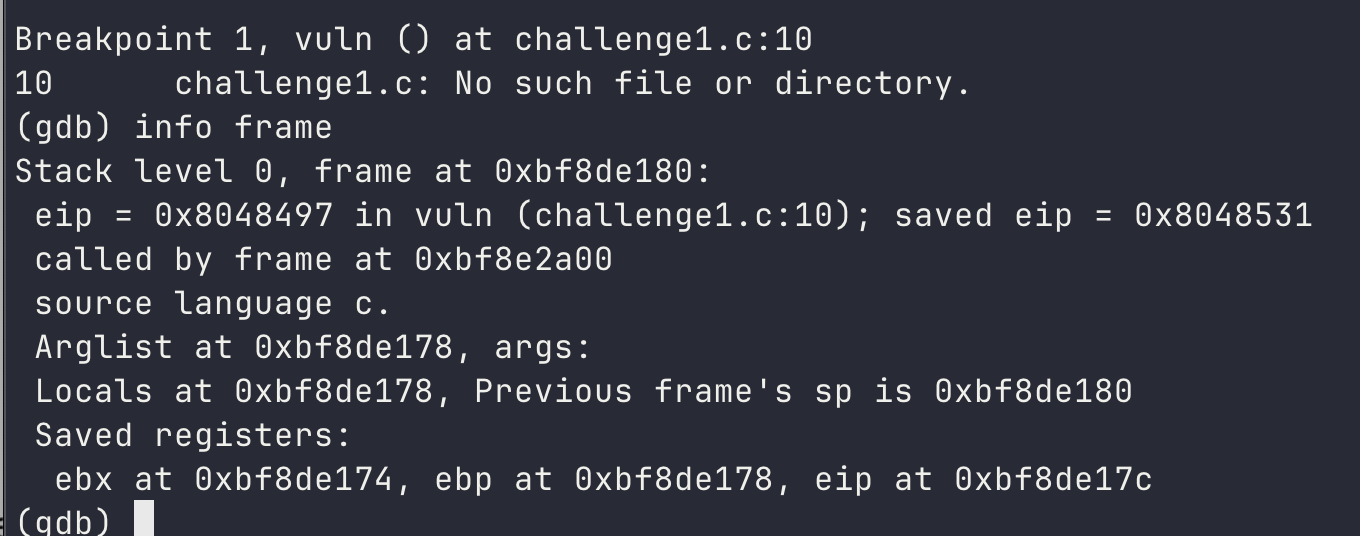 Breakpoint 1, vuln () at challenge1.c:10
10      challenge1.c: No such file or directory.
(gdb) info frame
Stack level 0, frame at 0xbf8de180:
 eip = 0x8048497 in vuln (challenge1.c:10); saved eip = 0x8048531
 called by frame at 0xbf8e2a00
 source language c.
 Arglist at 0xbf8de178, args:
 Locals at 0xbf8de178, Previous frame's sp is 0xbf8de180
 Saved registers:
  ebx at 0xbf8de174, ebp at 0xbf8de178, eip at 0xbf8de17c
(gdb)